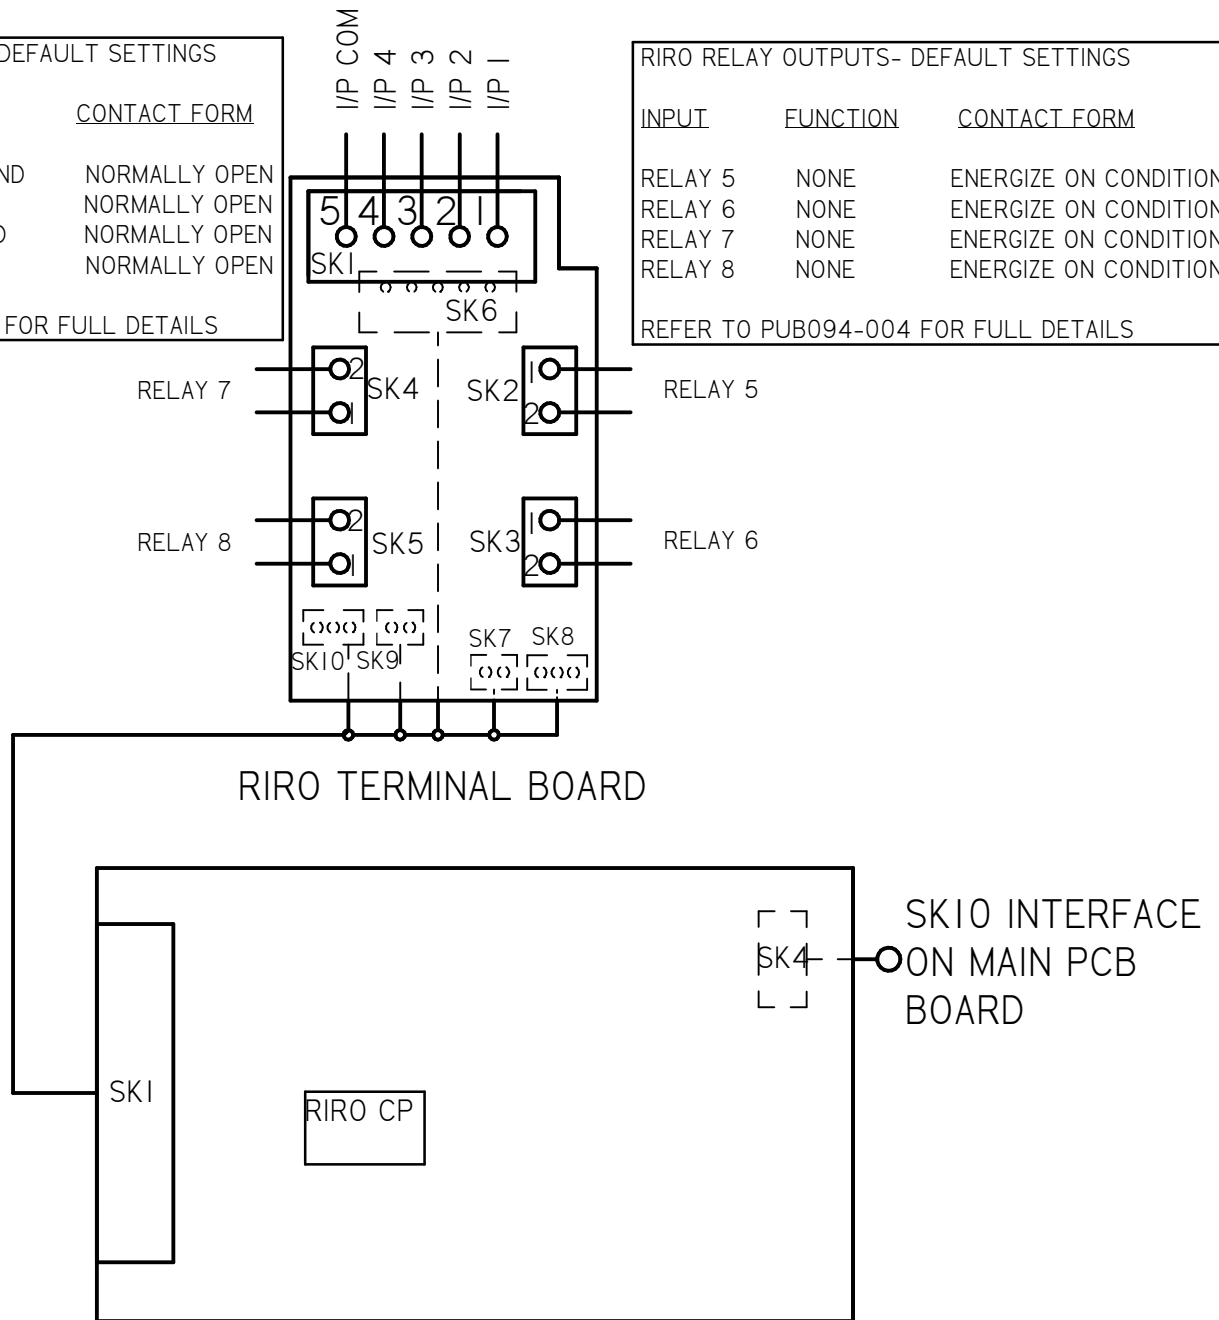 DEFAULT SETTINGS
CONTACT FORM
ND NORMALLY OPEN
NORMALLY OPEN
D NORMALLY OPEN
NORMALLY OPEN
FOR FULL DETAILS
I/P COM
I/P 4
I/P 3
I/P 2
I/P 1
RIRO RELAY OUTPUTS- DEFAULT SETTINGS
INPUT FUNCTION CONTACT FORM
RELAY 5 NONE ENERGIZE ON CONDITION
RELAY 6 NONE ENERGIZE ON CONDITION
RELAY 7 NONE ENERGIZE ON CONDITION
RELAY 8 NONE ENERGIZE ON CONDITION
REFER TO PUB094-004 FOR FULL DETAILS
5 4 3 2 1
SK1
SK6
RELAY 7
2
1
SK4
SK2
1
2
RELAY 5
RELAY 8
2
1
SK5
SK3
1
2
RELAY 6
SK10
SK9
SK7
SK8
RIRO TERMINAL BOARD
SK1
RIRO CP
SK4
SK10 INTERFACE
ON MAIN PCB
BOARD